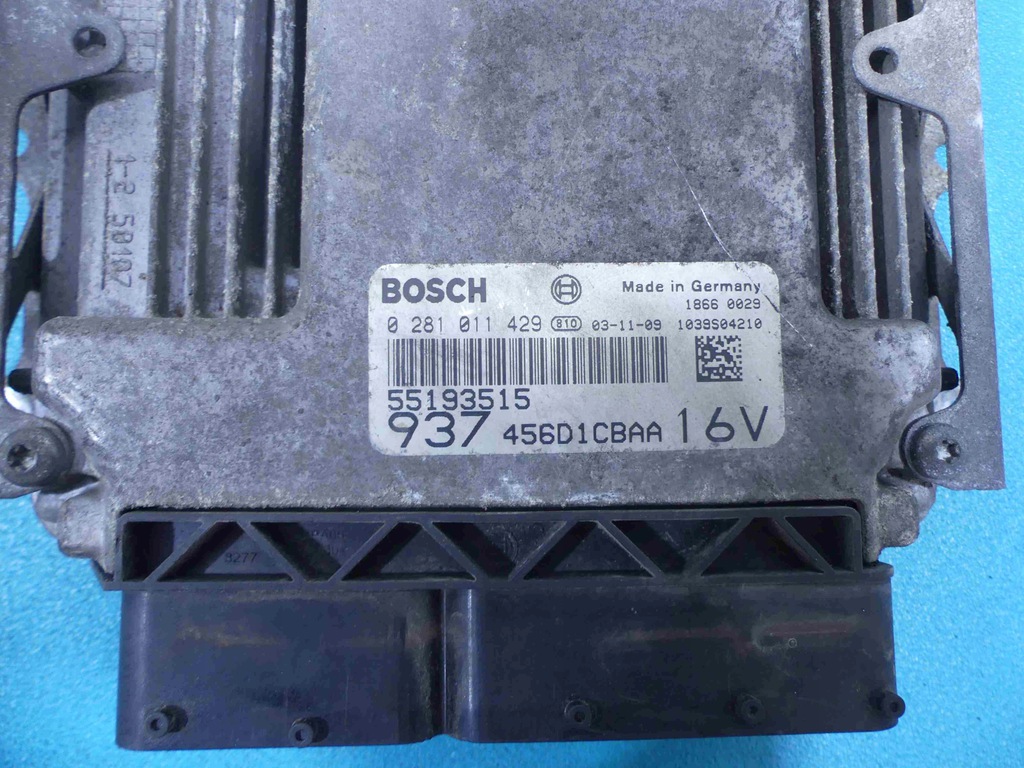 1-2 50107
BOSCH
Made in Germany
1866 0029
0 281 011 429 810 03-11-09 1039S04210
55193515
937 456D1CBAA 16V
8277